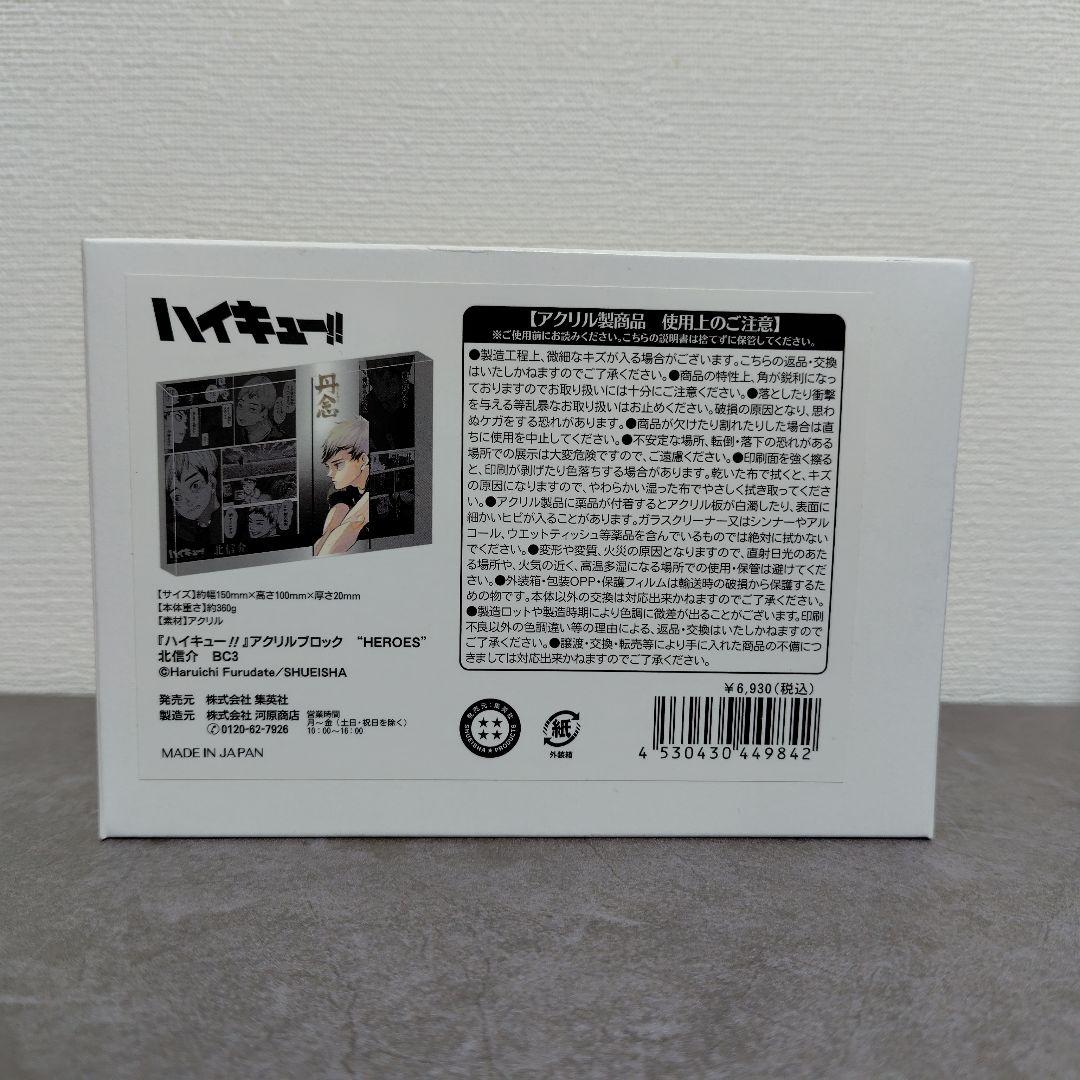 ハイキュー!!
丹念
ハイキュー!!
北信介
【サイズ】約幅150mm×高さ100mm×厚さ20mm
【本体重さ】約360g
【素材】アクリル
『ハイキュー!!』アクリルブロック “HEROES”
北信介 BC3
©Haruichi Furudate/SHUEISHA
発売元 株式会社 集英社
製造元 株式会社 河原商店 営業時間
月〜金(土日・祝日を除く)
0120-62-7926 10:00〜16:00
MADE IN JAPAN
【アクリル製商品 使用上のご注意】
※ご使用前にお読みください。こちらの説明書は捨てずに保管してください。
●製造工程上、微細なキズが入る場合がございます。こちらの返品・交換
はいたしかねますのでご了承ください。●商品の特性上、角が鋭利になっ
ておりますのでお取り扱いには十分にご注意ください。●落としたり衝撃
を与える等乱暴なお取り扱いはお止めください。破損の原因となり、思わ
ぬケガをする恐れがあります。●商品が欠けたり割れたりした場合は直
ちに使用を中止してください。●不安定な場所、転倒・落下の恐れがある
場所での展示は大変危険ですので、ご遠慮ください。●印刷面を強く擦る
と、印刷が剥げたり色落ちする場合があります。乾いた布で拭くと、キズ
の原因になりますので、やわらかい湿った布でやさしく拭き取ってくださ
い。●アクリル製品に薬品が付着するとアクリル板が白濁したり、表面に
細かいヒビが入ることがあります。ガラスクリーナー又はシンナーやアル
コール、ウエットティッシュ等薬品を含んでいるものでは絶対に拭かない
でください。●変形や変質、火災の原因となりますので、直射日光のあた
る場所や、火気の近く、高温多湿になる場所での使用・保管は避けてくだ
さい。●外装箱・包装OPP・保護フィルムは輸送時の破損から保護するた
めの物です。本体以外の交換は対応出来かねますのでご了承ください。
●製造ロットや製造時期により色調に微差が出ることがございます。印刷
不良以外の色調違い等の理由による、返品・交換はいたしかねますので
ご了承ください。●譲渡・交換・転売等により手に入れた商品の不備につ
きましては対応出来かねますのでご了承ください。
¥6,930(税込)
発売元:集英社
SHUEISHA★PRODUCTS
紙
外装箱
4 530430 449842